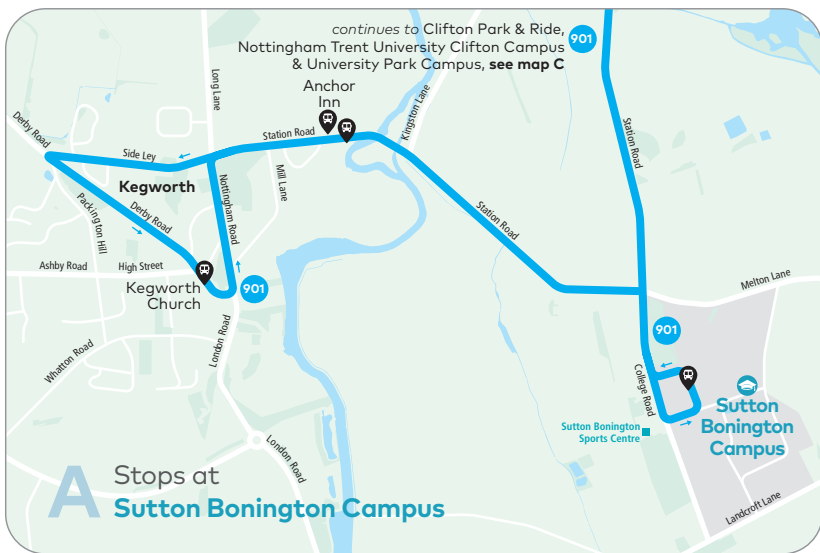 continues to Clifton Park & Ride,
Nottingham Trent University Clifton Campus
& University Park Campus, see map C
901
Anchor
Inn
Long Lane
Kingston Lane
Derby Road
Station Road
Station Road
Side Ley
Kegworth
Mill Lane
Nottingham Road
Packington Hill
Derby Road
Station Road
Ashby Road
High Street
Kegworth
Church
901
Melton Lane
901
Whatton Road
London Road
College Road
Sutton
Bonington
Campus
Sutton Bonington
Sports Centre
London Road
Landcroft Lane
A
Stops at
Sutton Bonington Campus